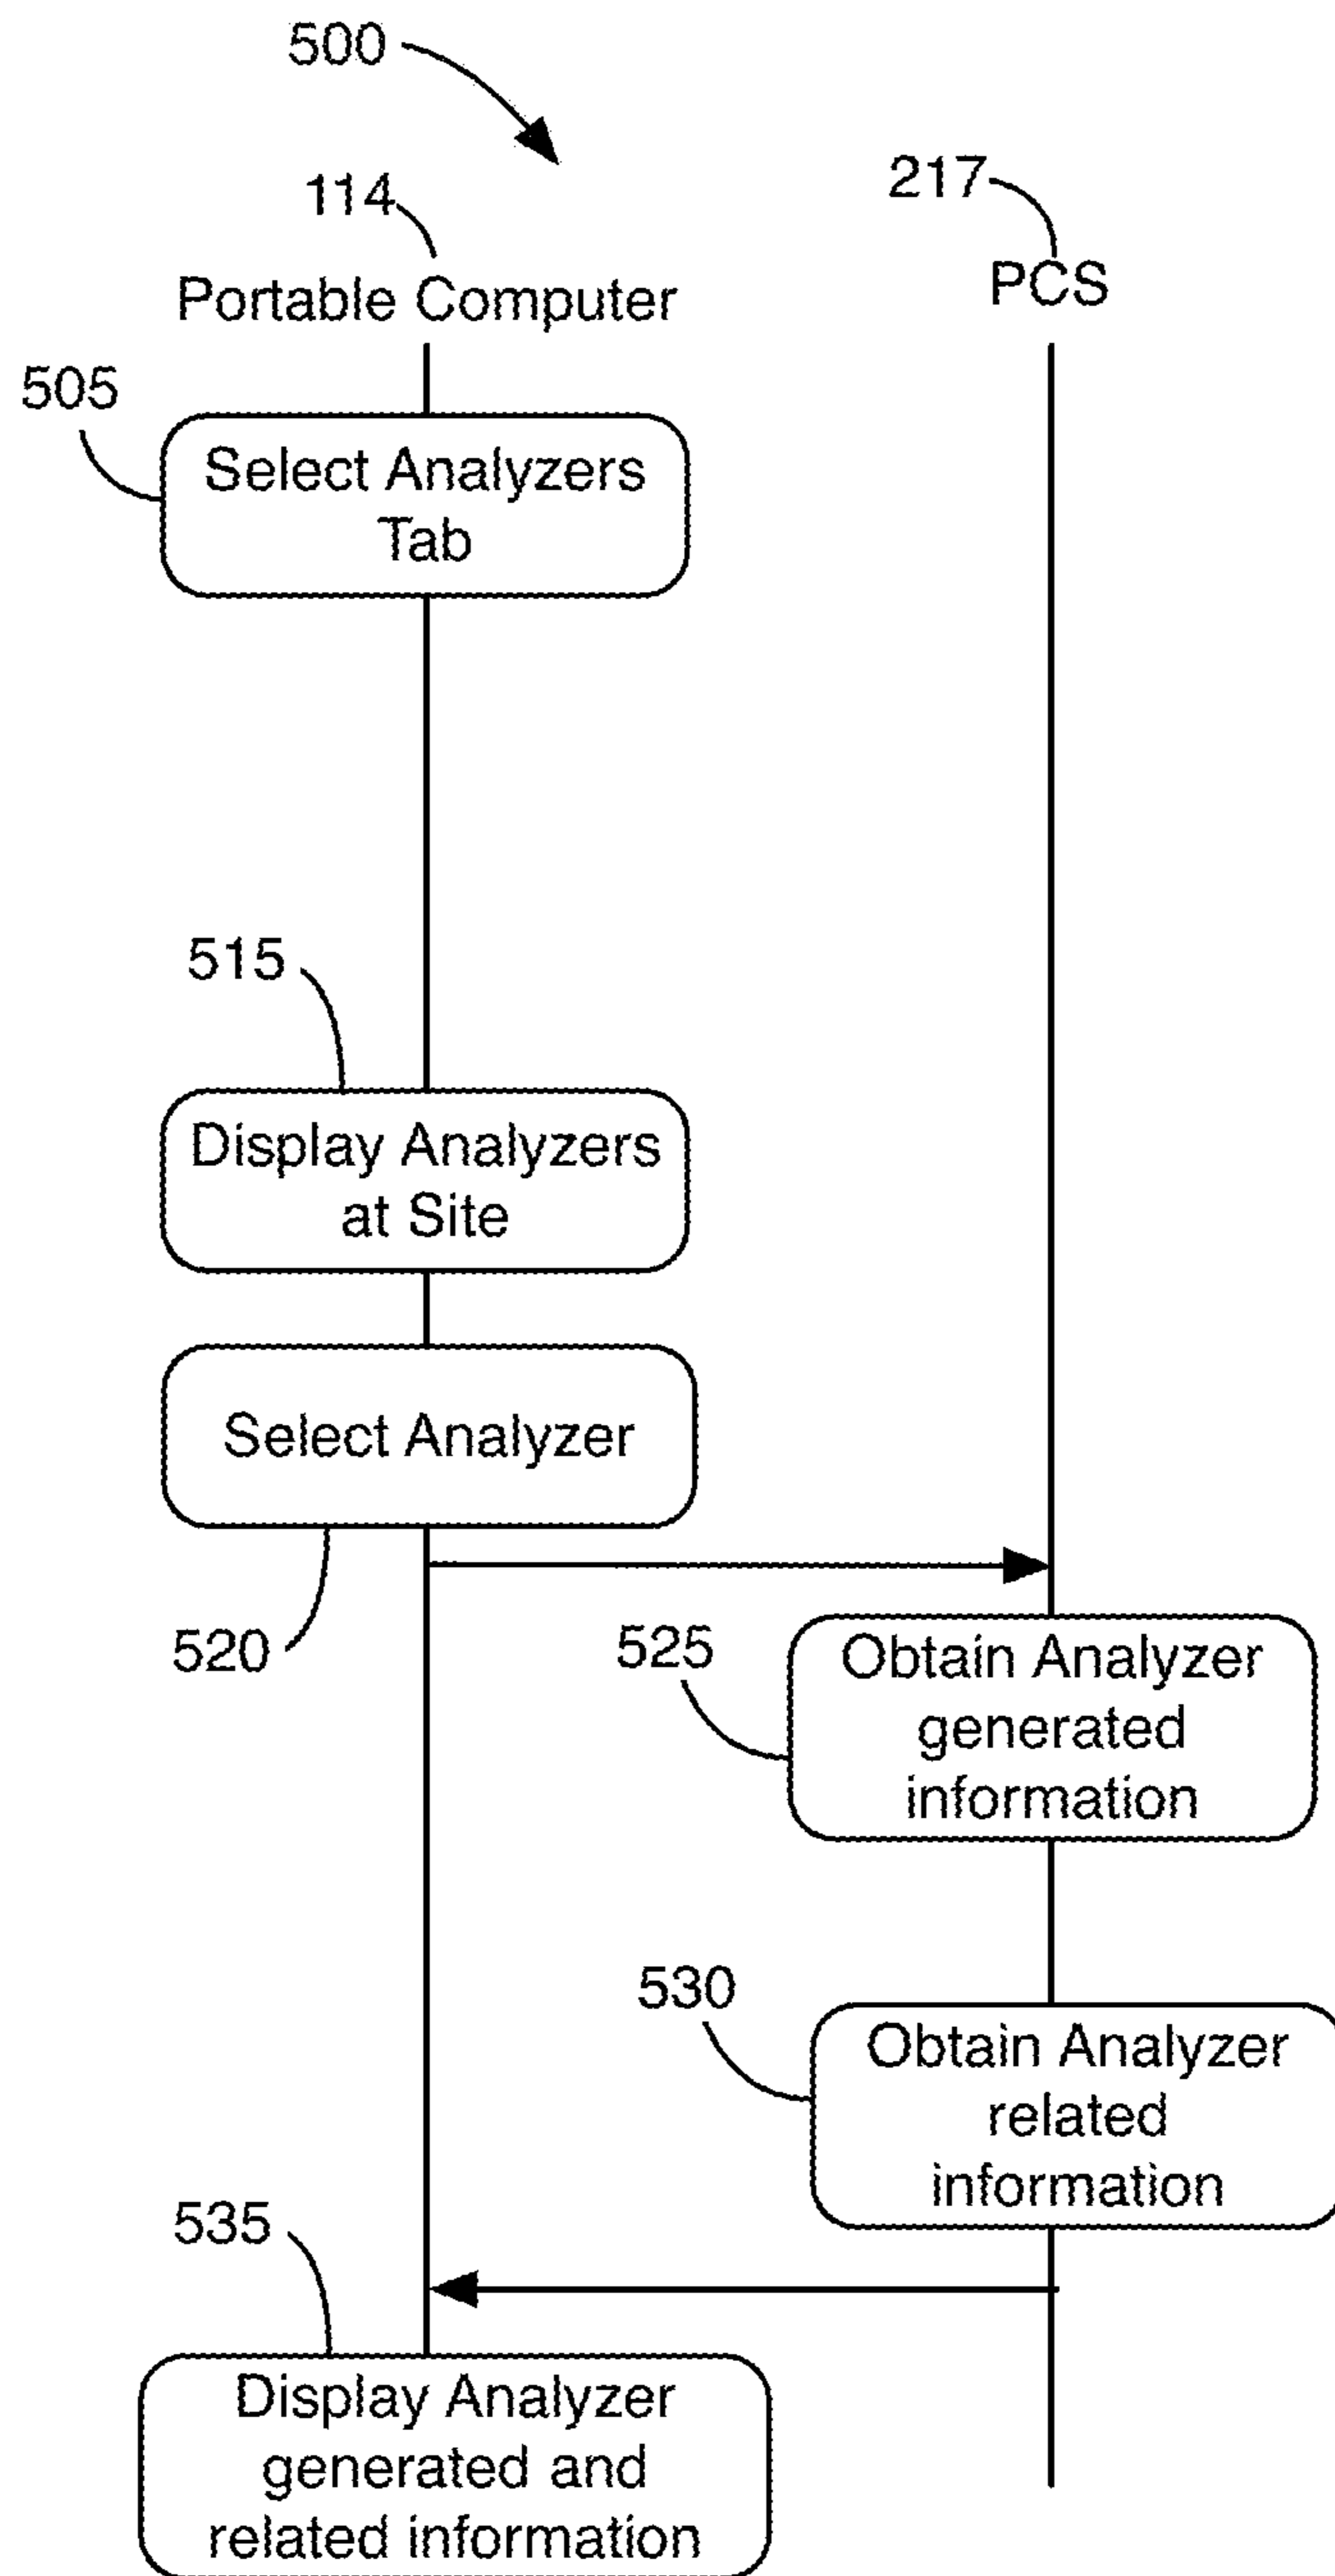 500
114
217
Portable Computer
PCS
505
Select Analyzers
Tab
515
Display Analyzers
at Site
Select Analyzer
520
525
Obtain Analyzer
generated
information
530
Obtain Analyzer
related
information
535
Display Analyzer
generated and
related information